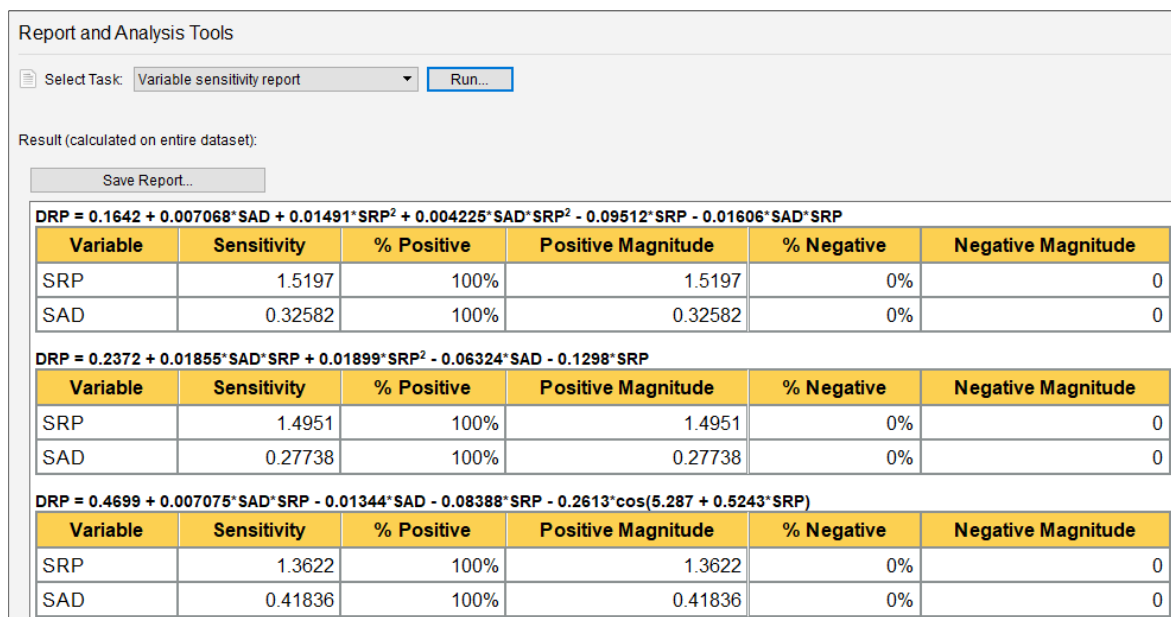 Report and Analysis Tools
Select Task: Variable sensitivity report Run...
Result (calculated on entire dataset):
Save Report...
DRP = 0.1642 + 0.007068*SAD + 0.01491*SRP² + 0.004225*SAD*SRP² - 0.09512*SRP - 0.01606*SAD*SRP
Variable Sensitivity % Positive Positive Magnitude % Negative Negative Magnitude
SRP 1.5197 100% 1.5197 0% 0
SAD 0.32582 100% 0.32582 0% 0
DRP = 0.2372 + 0.01855*SAD*SRP + 0.01899*SRP² - 0.06324*SAD - 0.1298*SRP
Variable Sensitivity % Positive Positive Magnitude % Negative Negative Magnitude
SRP 1.4951 100% 1.4951 0% 0
SAD 0.27738 100% 0.27738 0% 0
DRP = 0.4699 + 0.007075*SAD*SRP - 0.01344*SAD - 0.08388*SRP - 0.2613*cos(5.287 + 0.5243*SRP)
Variable Sensitivity % Positive Positive Magnitude % Negative Negative Magnitude
SRP 1.3622 100% 1.3622 0% 0
SAD 0.41836 100% 0.41836 0% 0